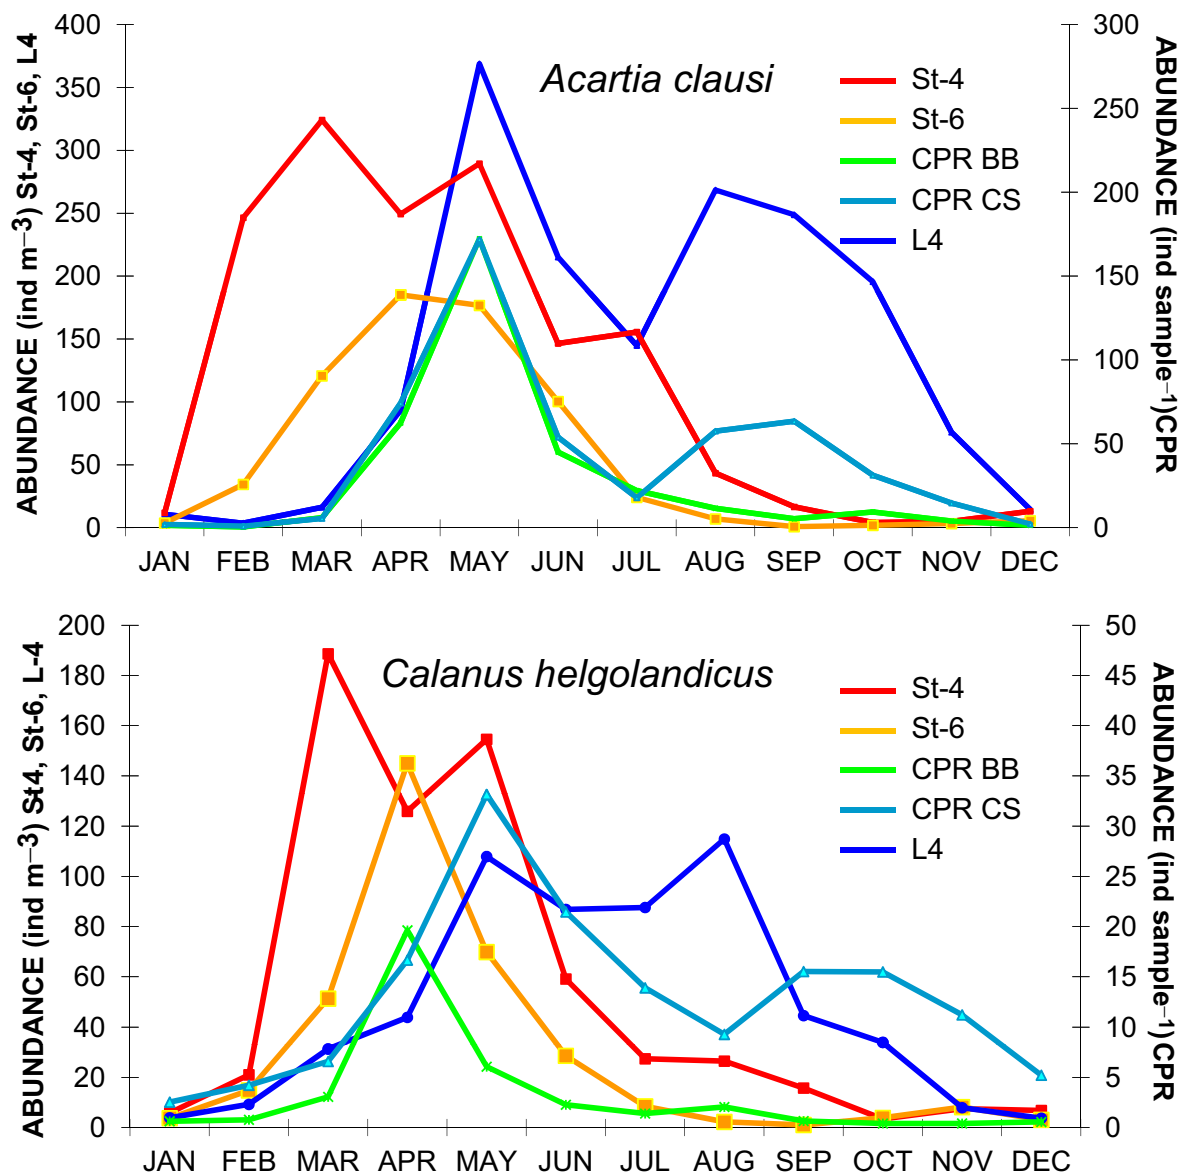 ABUNDANCE (ind m⁻³) St-4, St-6, L4
400
350
300
250
200
150
100
50
0
Acartia clausi
St-4
St-6
CPR BB
CPR CS
L4
300
250
200
150
100
50
0
ABUNDANCE (ind sample⁻¹)CPR
JAN FEB MAR APR MAY JUN JUL AUG SEP OCT NOV DEC
ABUNDANCE (ind m⁻³) St4, St-6, L-4
200
180
160
140
120
100
80
60
40
20
0
Calanus helgolandicus
St-4
St-6
CPR BB
CPR CS
L4
50
45
40
35
30
25
20
15
10
5
0
ABUNDANCE (ind sample⁻¹)CPR
JAN FEB MAR APR MAY JUN JUL AUG SEP OCT NOV DEC